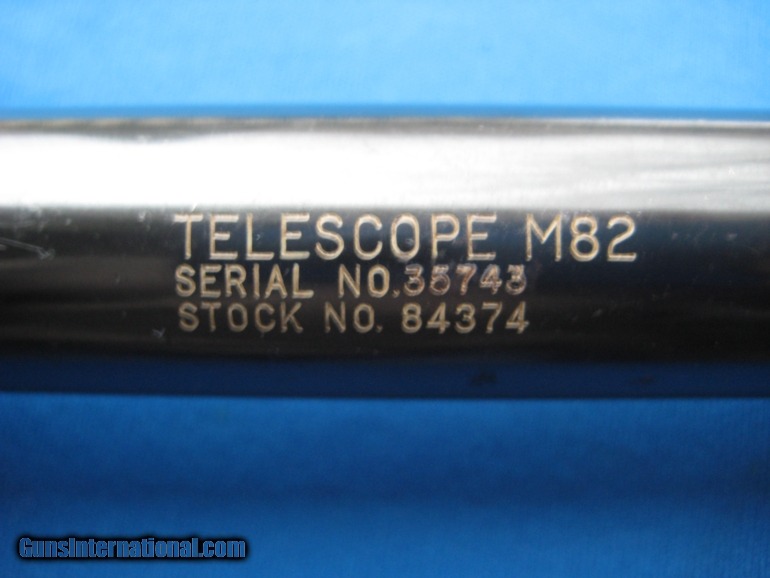 TELESCOPE M82
SERIAL NO. 35743
STOCK NO. 84374
GunsInternational.com